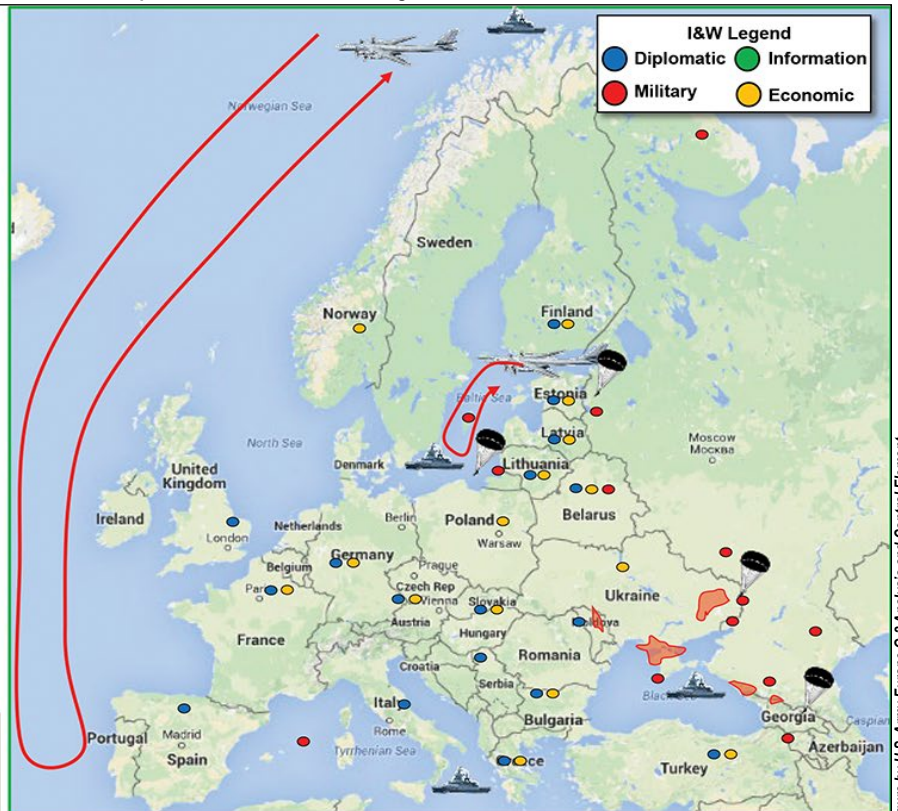 I&W Legend
Diplomatic
Information
Military
Economic
Norwegian Sea
Sweden
Finland
Norway
Estonia
Baltic Sea
Latvia
Moscow
Москва
North Sea
Denmark
Lithuania
United
Kingdom
Ireland
Belarus
London
Netherlands
Berlin
Poland
Warsaw
Germany
Belgium
Prague
Czech Rep
Paris
Vienna
Slovakia
Ukraine
Moldova
Austria
Hungary
France
Romania
Croatia
Serbia
Italy
Black Sea
Bulgaria
Georgia
Caspian
Portugal
Madrid
Rome
Spain
Tyrrhenian Sea
Azerbaijan
Turkey